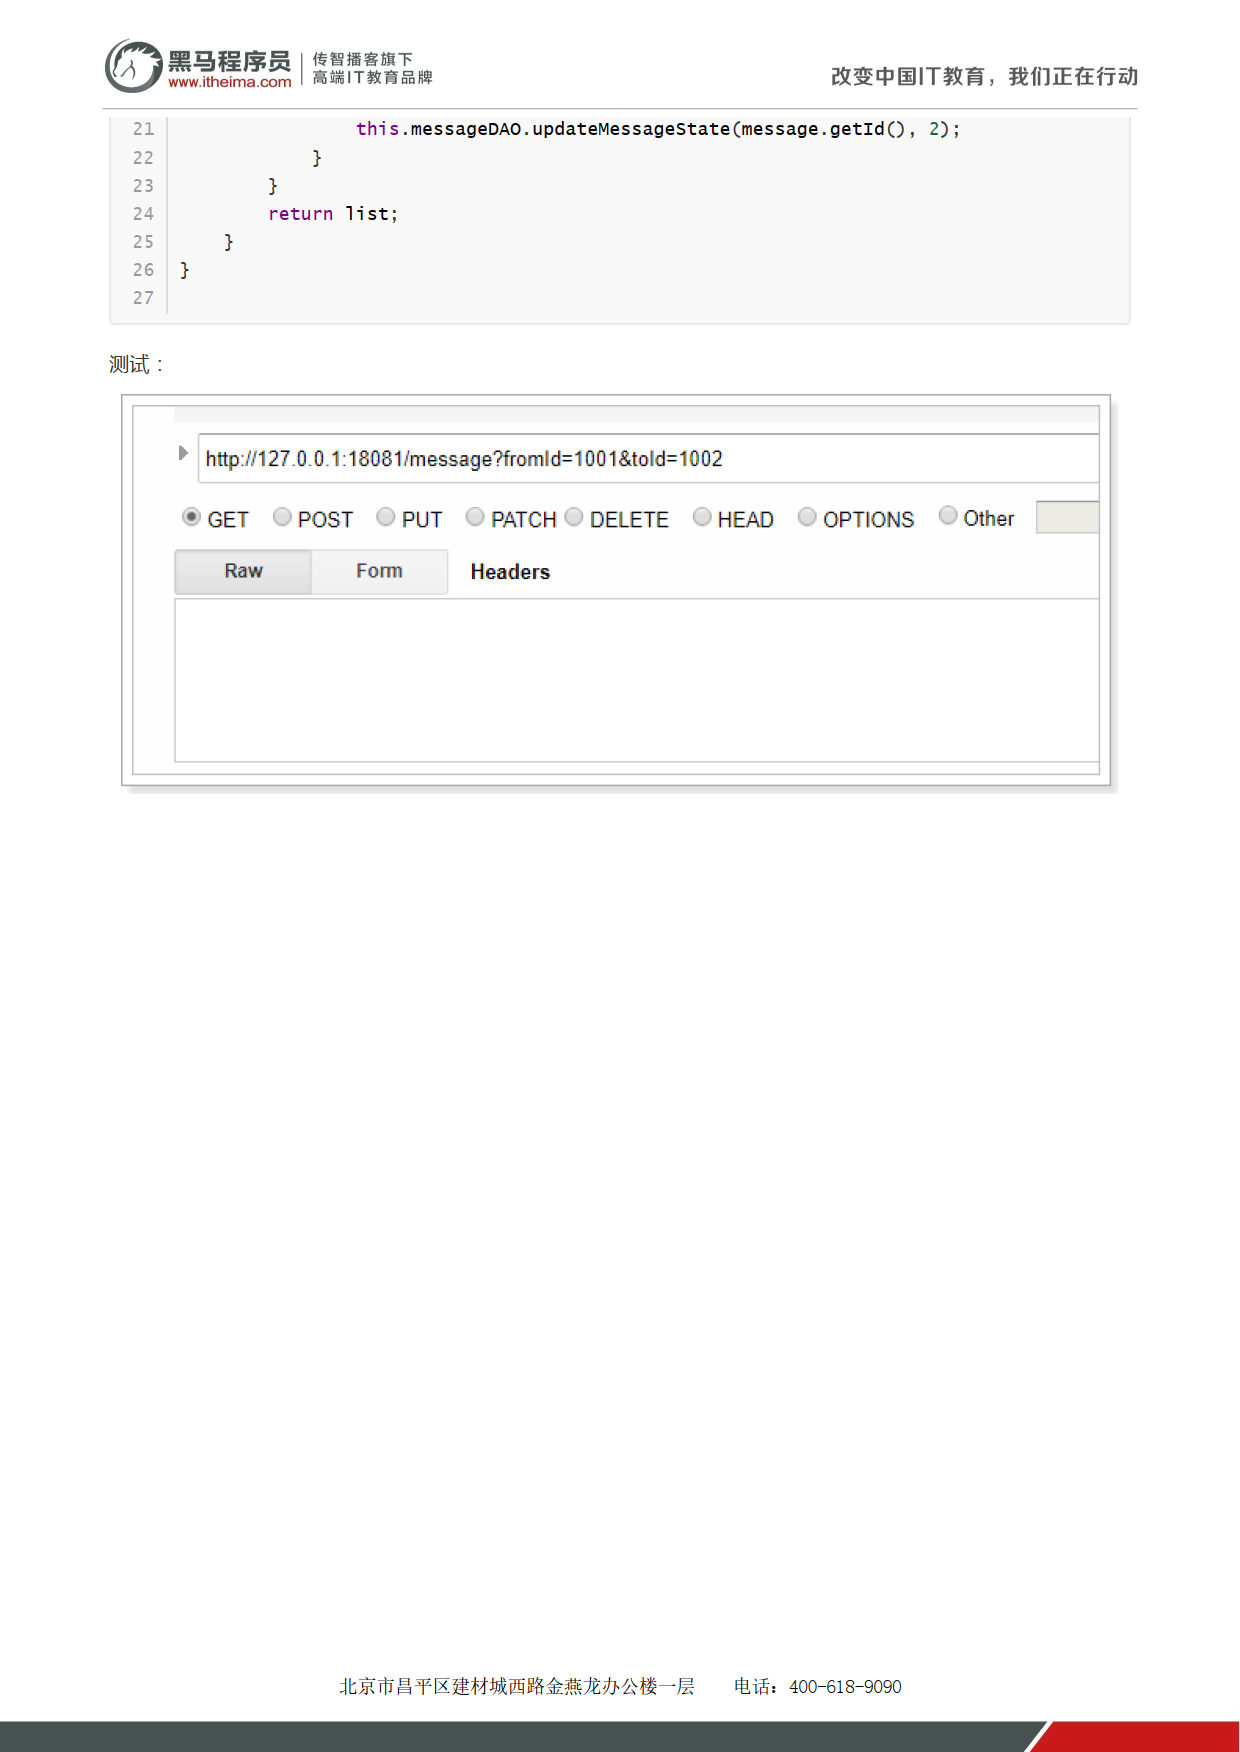 黑马程序员
www.itheima.com
传智播客旗下
高端IT教育品牌
改变中国IT教育，我们正在行动
21 this.messageDAO.updateMessageState(message.getId(), 2);
22 }
23 }
24 return list;
25 }
26 }
27
测试：
http://127.0.0.1:18081/message?fromId=1001&toId=1002
GET POST PUT PATCH DELETE HEAD OPTIONS Other
Raw Form Headers
北京市昌平区建材城西路金燕龙办公楼一层 电话：400-618-9090